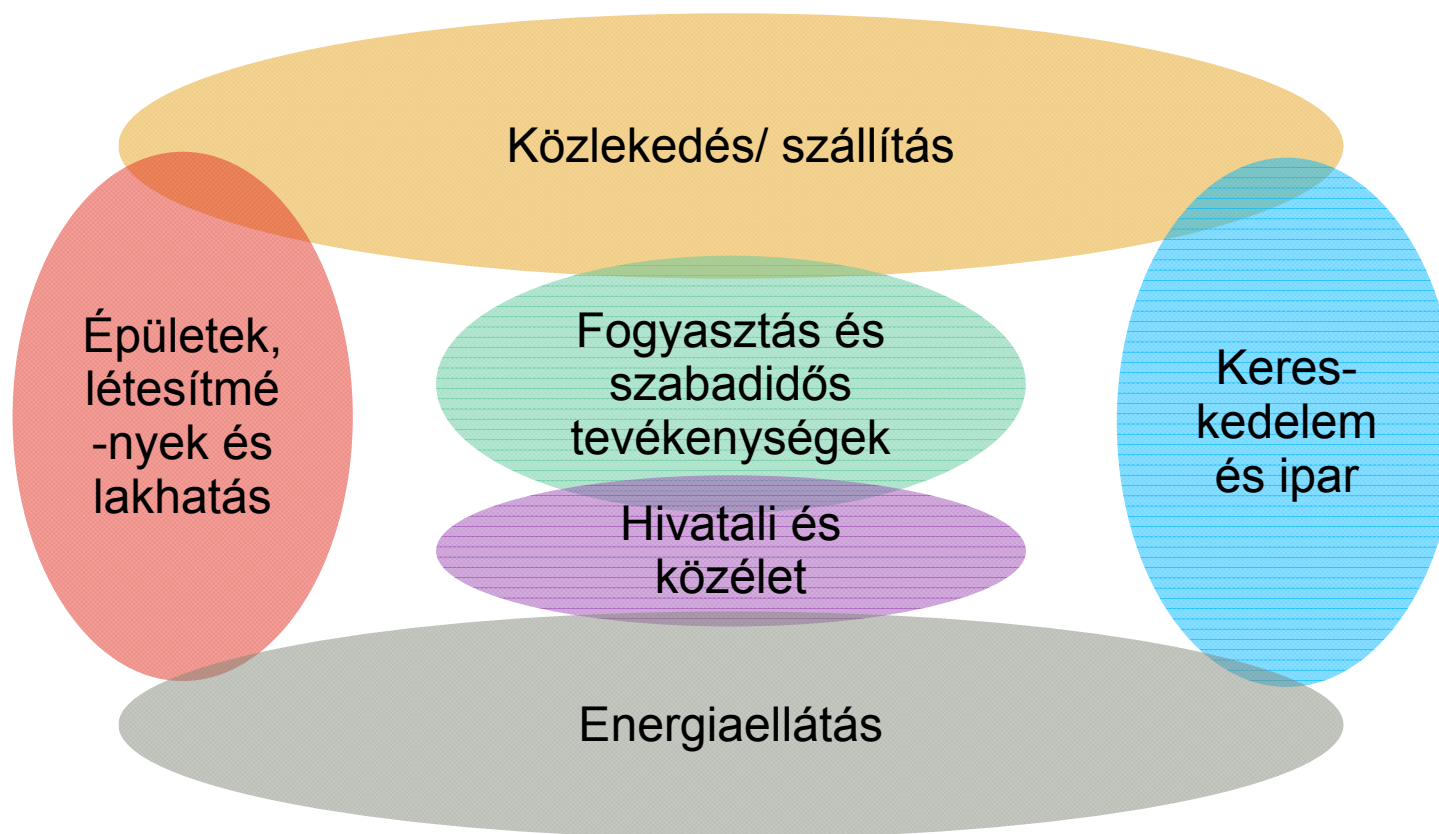 Közlekedés/ szállítás
Épületek,
létesítmé
-nyek és
lakhatás
Fogyasztás és
szabadidős
tevékenységek
Keres-
kedelem
és ipar
Hivatali és
közélet
Energiaellátás